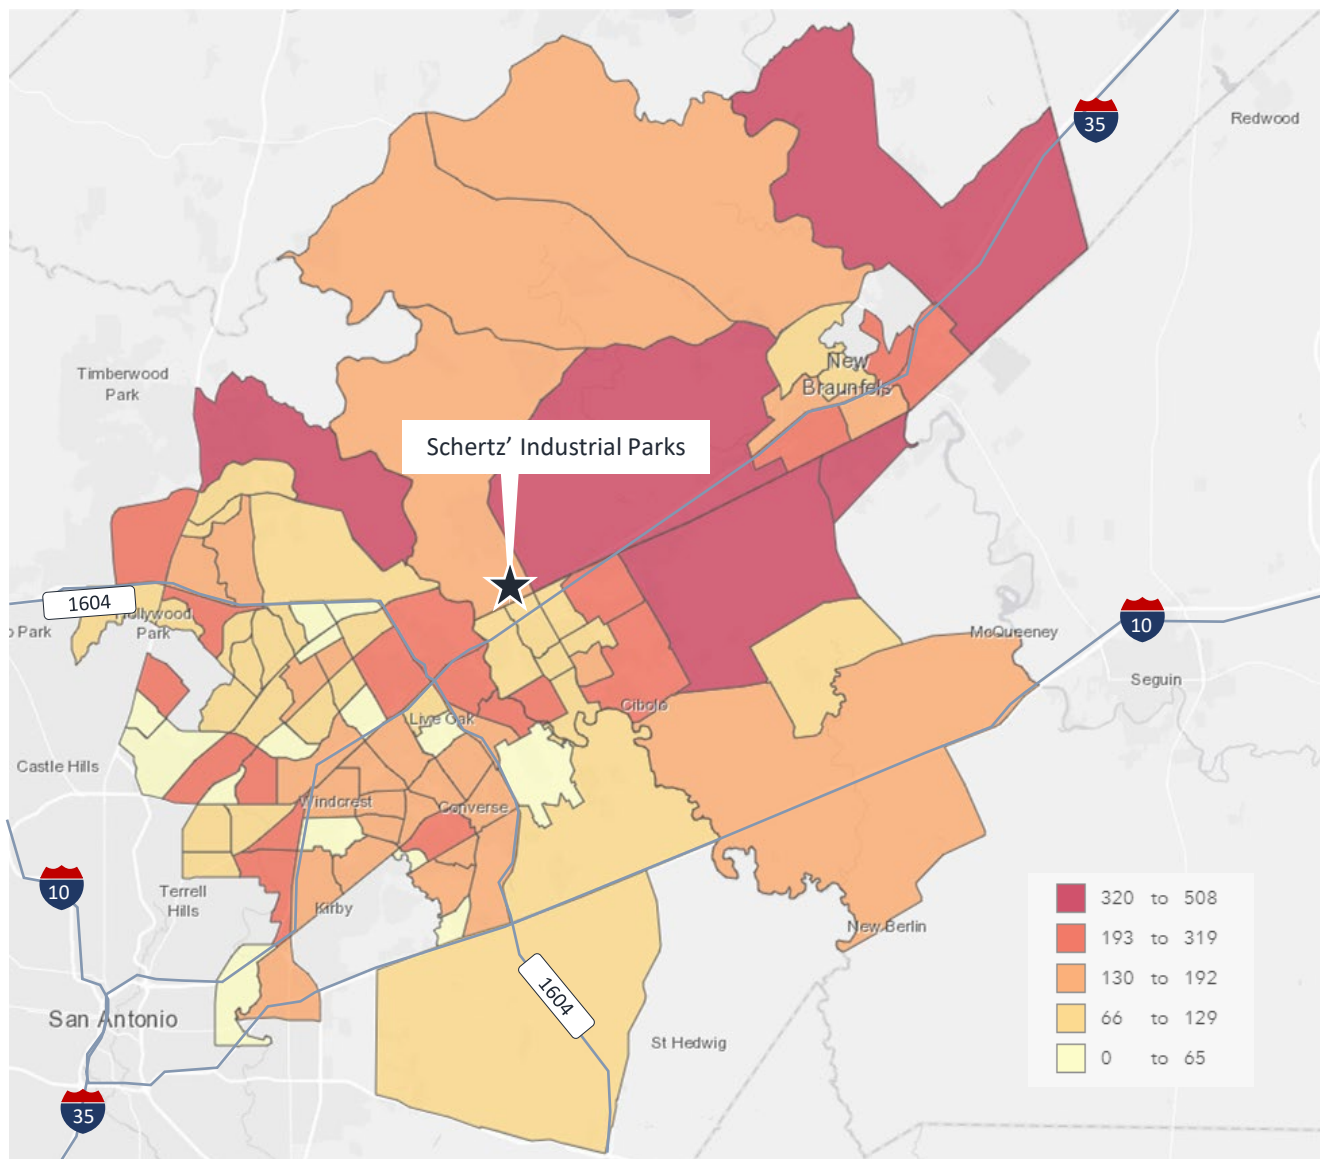 35
Redwood
Timberwood
Park
New
Braunfels
Schertz’ Industrial Parks
1604
Hollywood
Park
o Park
10
McQueeney
Seguin
Cibolo
Live Oak
Castle Hills
Windcrest
Converse
10
Terrell
Hills
Kirby
New Berlin
320 to 508
193 to 319
130 to 192
66 to 129
0 to 65
1604
San Antonio
St Hedwig
35